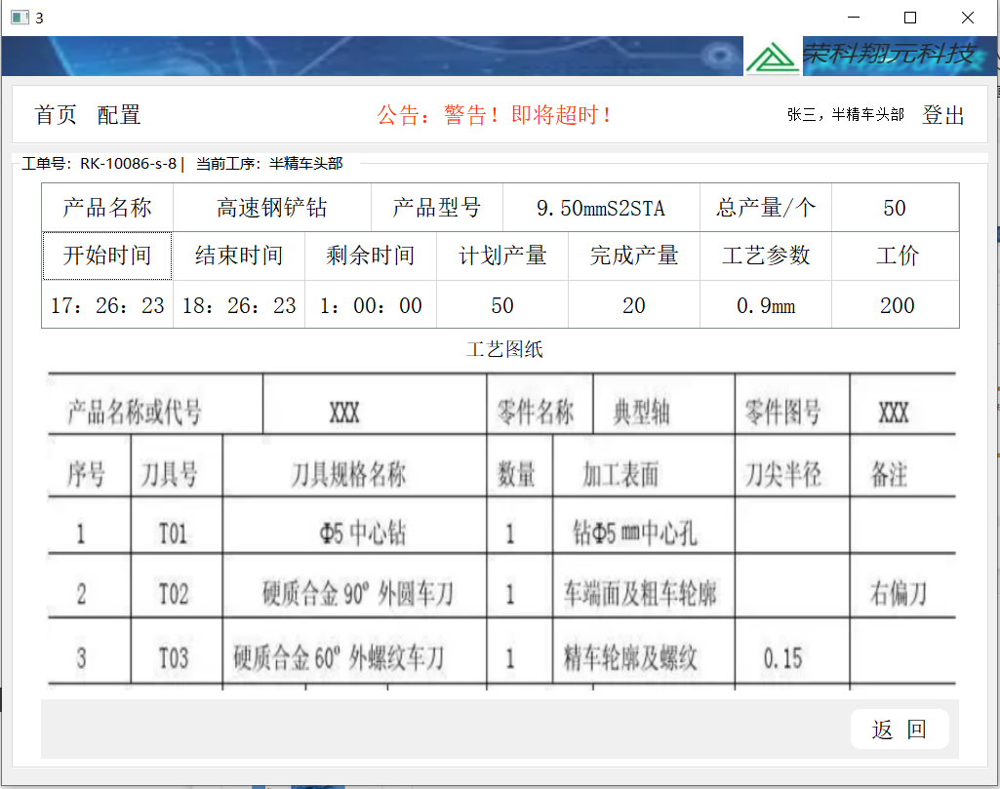 3
荣科翔元科技
首页 配置 公告：警告！即将超时！ 张三，半精车头部 登出
工单号：RK-10086-s-8 | 当前工序：半精车头部
产品名称 高速钢铲钻 产品型号 9.50mmS2STA 总产量/个 50
开始时间 结束时间 剩余时间 计划产量 完成产量 工艺参数 工价
17：26：23 18：26：23 1：00：00 50 20 0.9mm 200
工艺图纸
产品名称或代号 XXX 零件名称 典型轴 零件图号 XXX
序号 刀具号 刀具规格名称 数量 加工表面 刀尖半径 备注
1 T01 Φ5 中心钻 1 钻Φ5 mm中心孔
2 T02 硬质合金 90° 外圆车刀 1 车端面及粗车轮廓 右偏刀
3 T03 硬质合金 60° 外螺纹车刀 1 精车轮廓及螺纹 0.15
返 回